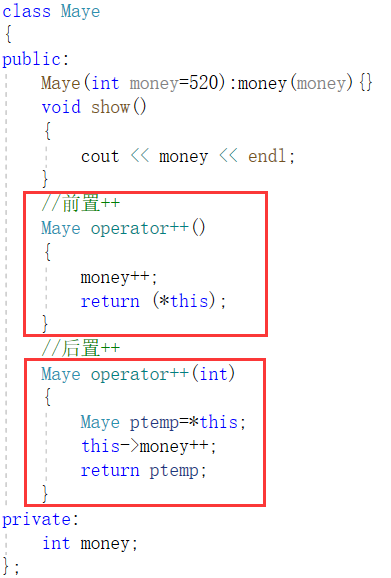 class Maye
{
public:
    Maye(int money=520):money(money){}
    void show()
    {
        cout << money << endl;
    }
    //前置++
    Maye operator++()
    {
        money++;
        return (*this);
    }
    //后置++
    Maye operator++(int)
    {
        Maye ptemp=*this;
        this->money++;
        return ptemp;
    }
private:
    int money;
};